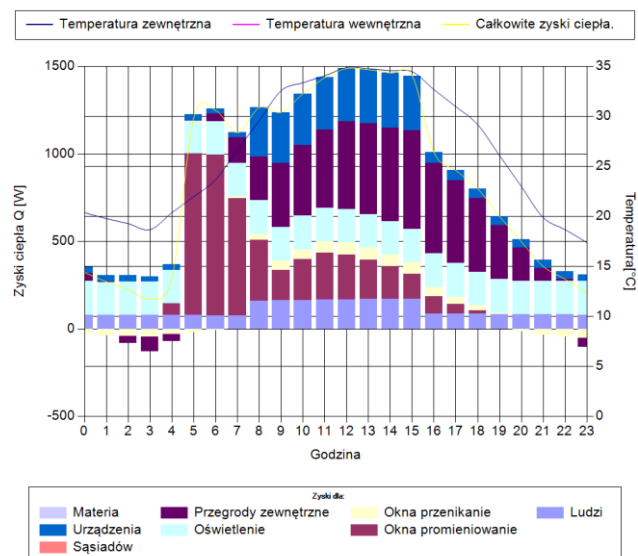 Temperatura zewnętrzna Temperatura wewnętrzna Całkowite zyski ciepła.
1500 35
30
1000 25
20
500 15
10
0
5
-500 0
Zyski ciepła Q [W]
Temperatura[°C]
0 1 2 3 4 5 6 7 8 9 10 11 12 13 14 15 16 17 18 19 20 21 22 23
Godzina
Zyski dla:
Materia Przegrody zewnętrzne Okna przenikanie Ludzi
Urządzenia Oświetlenie Okna promieniowanie
Sąsiadów